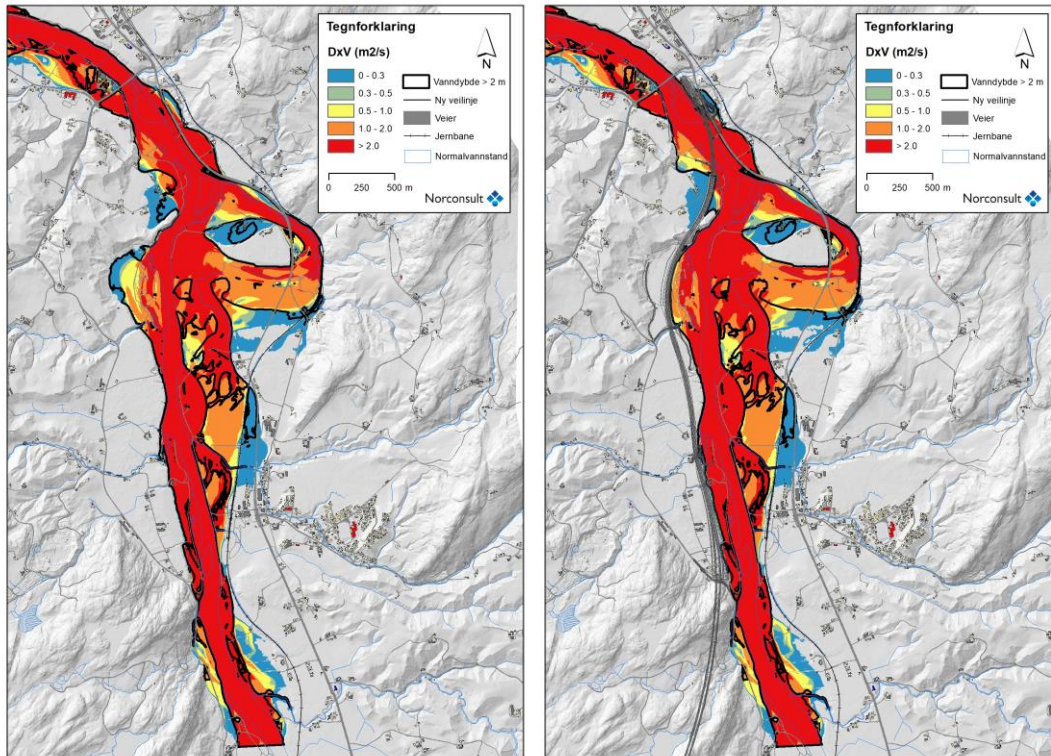 Tegnforklaring
DxV (m2/s)
0 - 0.3
0.3 - 0.5
0.5 - 1.0
1.0 - 2.0
> 2.0
Vanndybde > 2 m
Ny veilinje
Veier
Jernbane
Normalvannstand
N
0 250 500 m
Norconsult
Tegnforklaring
DxV (m2/s)
0 - 0.3
0.3 - 0.5
0.5 - 1.0
1.0 - 2.0
> 2.0
Vanndybde > 2 m
Ny veilinje
Veier
Jernbane
Normalvannstand
N
0 250 500 m
Norconsult